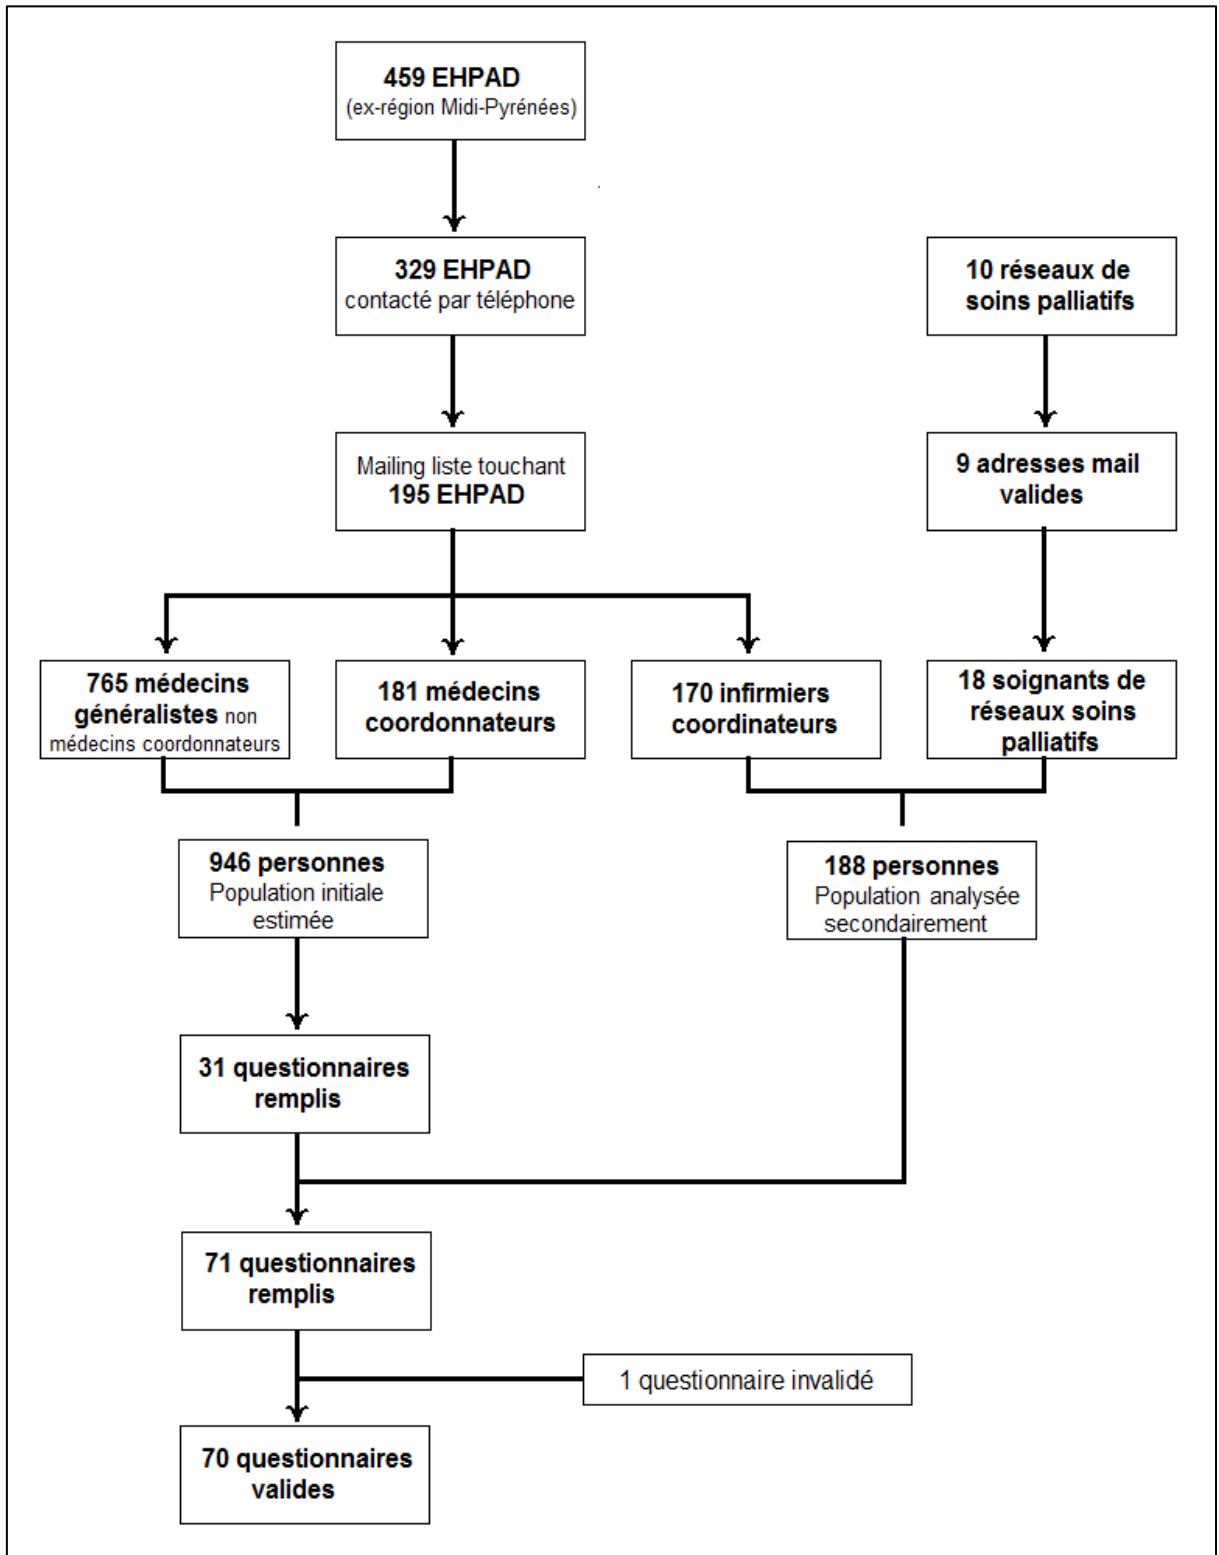 459 EHPAD
(ex-région Midi-Pyrénées)
329 EHPAD
contacté par téléphone
10 réseaux de
soins palliatifs
Mailing liste touchant
195 EHPAD
9 adresses mail
valides
765 médecins
généralistes non
médecins coordonnateurs
181 médecins
coordonnateurs
170 infirmiers
coordinateurs
18 soignants de
réseaux soins
palliatifs
946 personnes
Population initiale
estimée
188 personnes
Population analysée
secondairement
31 questionnaires
remplis
71 questionnaires
remplis
1 questionnaire invalidé
70 questionnaires
valides